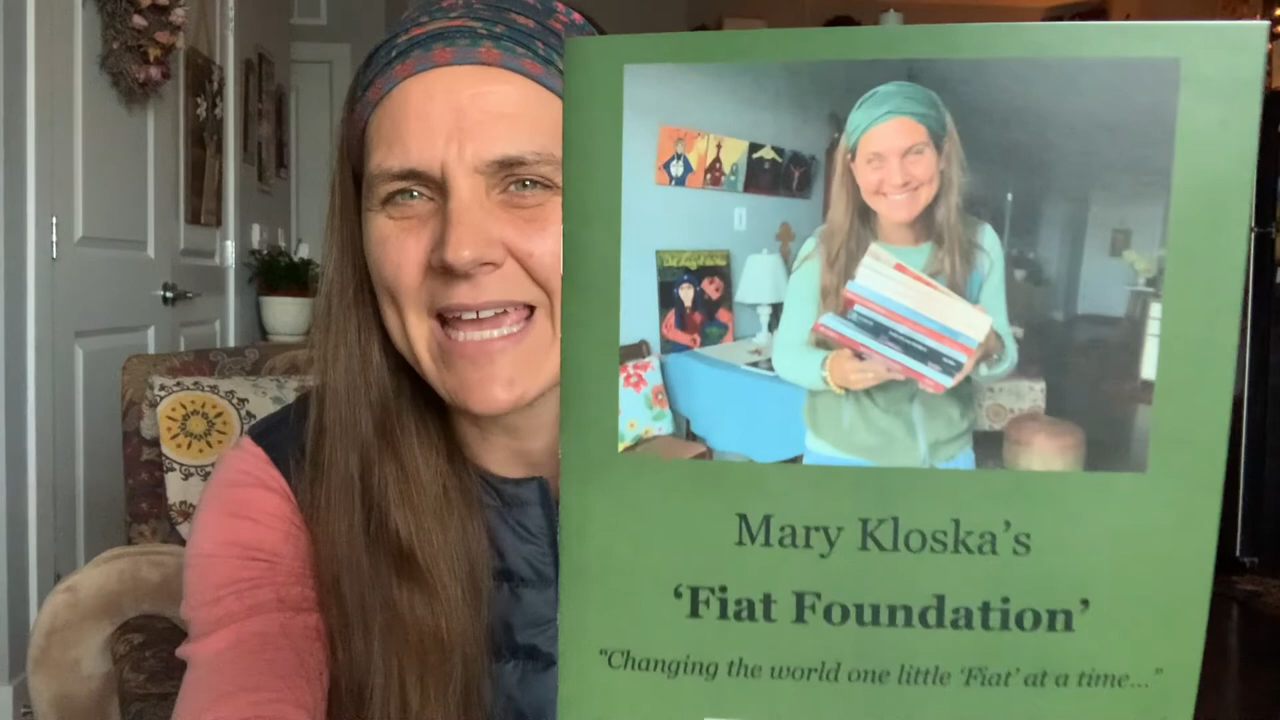 Mary Kloska's
'Fiat Foundation'
"Changing the world one little 'Fiat' at a time..."